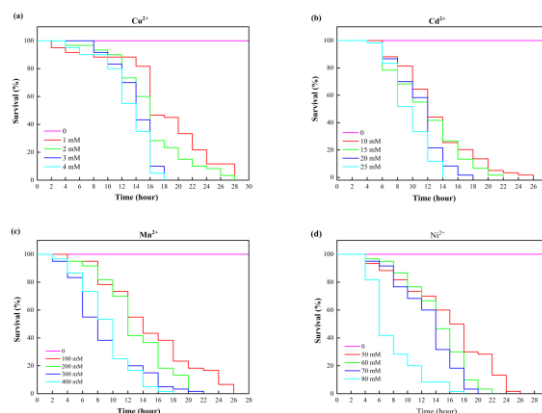 (a)
Cu²⁺
Survival (%)
100
80
60
40
20
0
0
1 mM
2 mM
3 mM
4 mM
0 2 4 6 8 10 12 14 16 18 20 22 24 26 28 30
Time (hour)
(b)
Cd²⁺
Survival (%)
100
80
60
40
20
0
0
10 mM
15 mM
20 mM
25 mM
0 2 4 6 8 10 12 14 16 18 20 22 24 26
Time (hour)
(c)
Mn²⁺
Survival (%)
100
80
60
40
20
0
0
100 mM
200 mM
300 mM
400 mM
0 2 4 6 8 10 12 14 16 18 20 22 24 26 28
Time (hour)
(d)
Ni²⁺
Survival (%)
100
80
60
40
20
0
0
50 mM
60 mM
70 mM
80 mM
0 2 4 6 8 10 12 14 16 18 20 22 24 26 28
Time (hour)